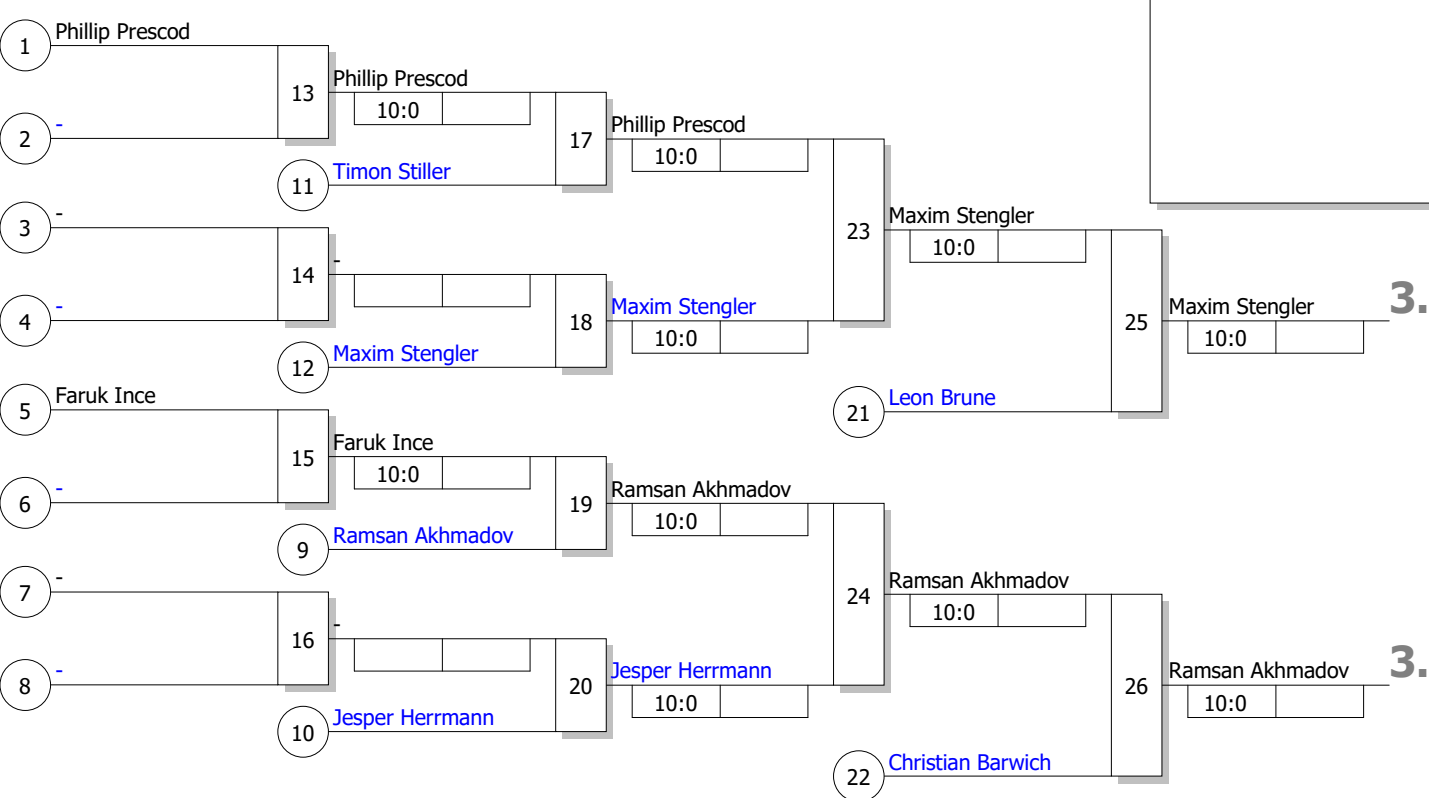 1 Phillip Prescod
13 Phillip Prescod
10:0
2 -
17 Phillip Prescod
10:0
11 Timon Stiller
3 -
23 Maxim Stengler
10:0
14 -
4 -
18 Maxim Stengler
10:0
25 Maxim Stengler 3.
10:0
12 Maxim Stengler
5 Faruk Ince
21 Leon Brune
15 Faruk Ince
10:0
6 -
19 Ramsan Akhmadov
10:0
9 Ramsan Akhmadov
7 -
24 Ramsan Akhmadov
10:0
16 -
8 -
20 Jesper Herrmann
10:0
26 Ramsan Akhmadov 3.
10:0
10 Jesper Herrmann
22 Christian Barwich